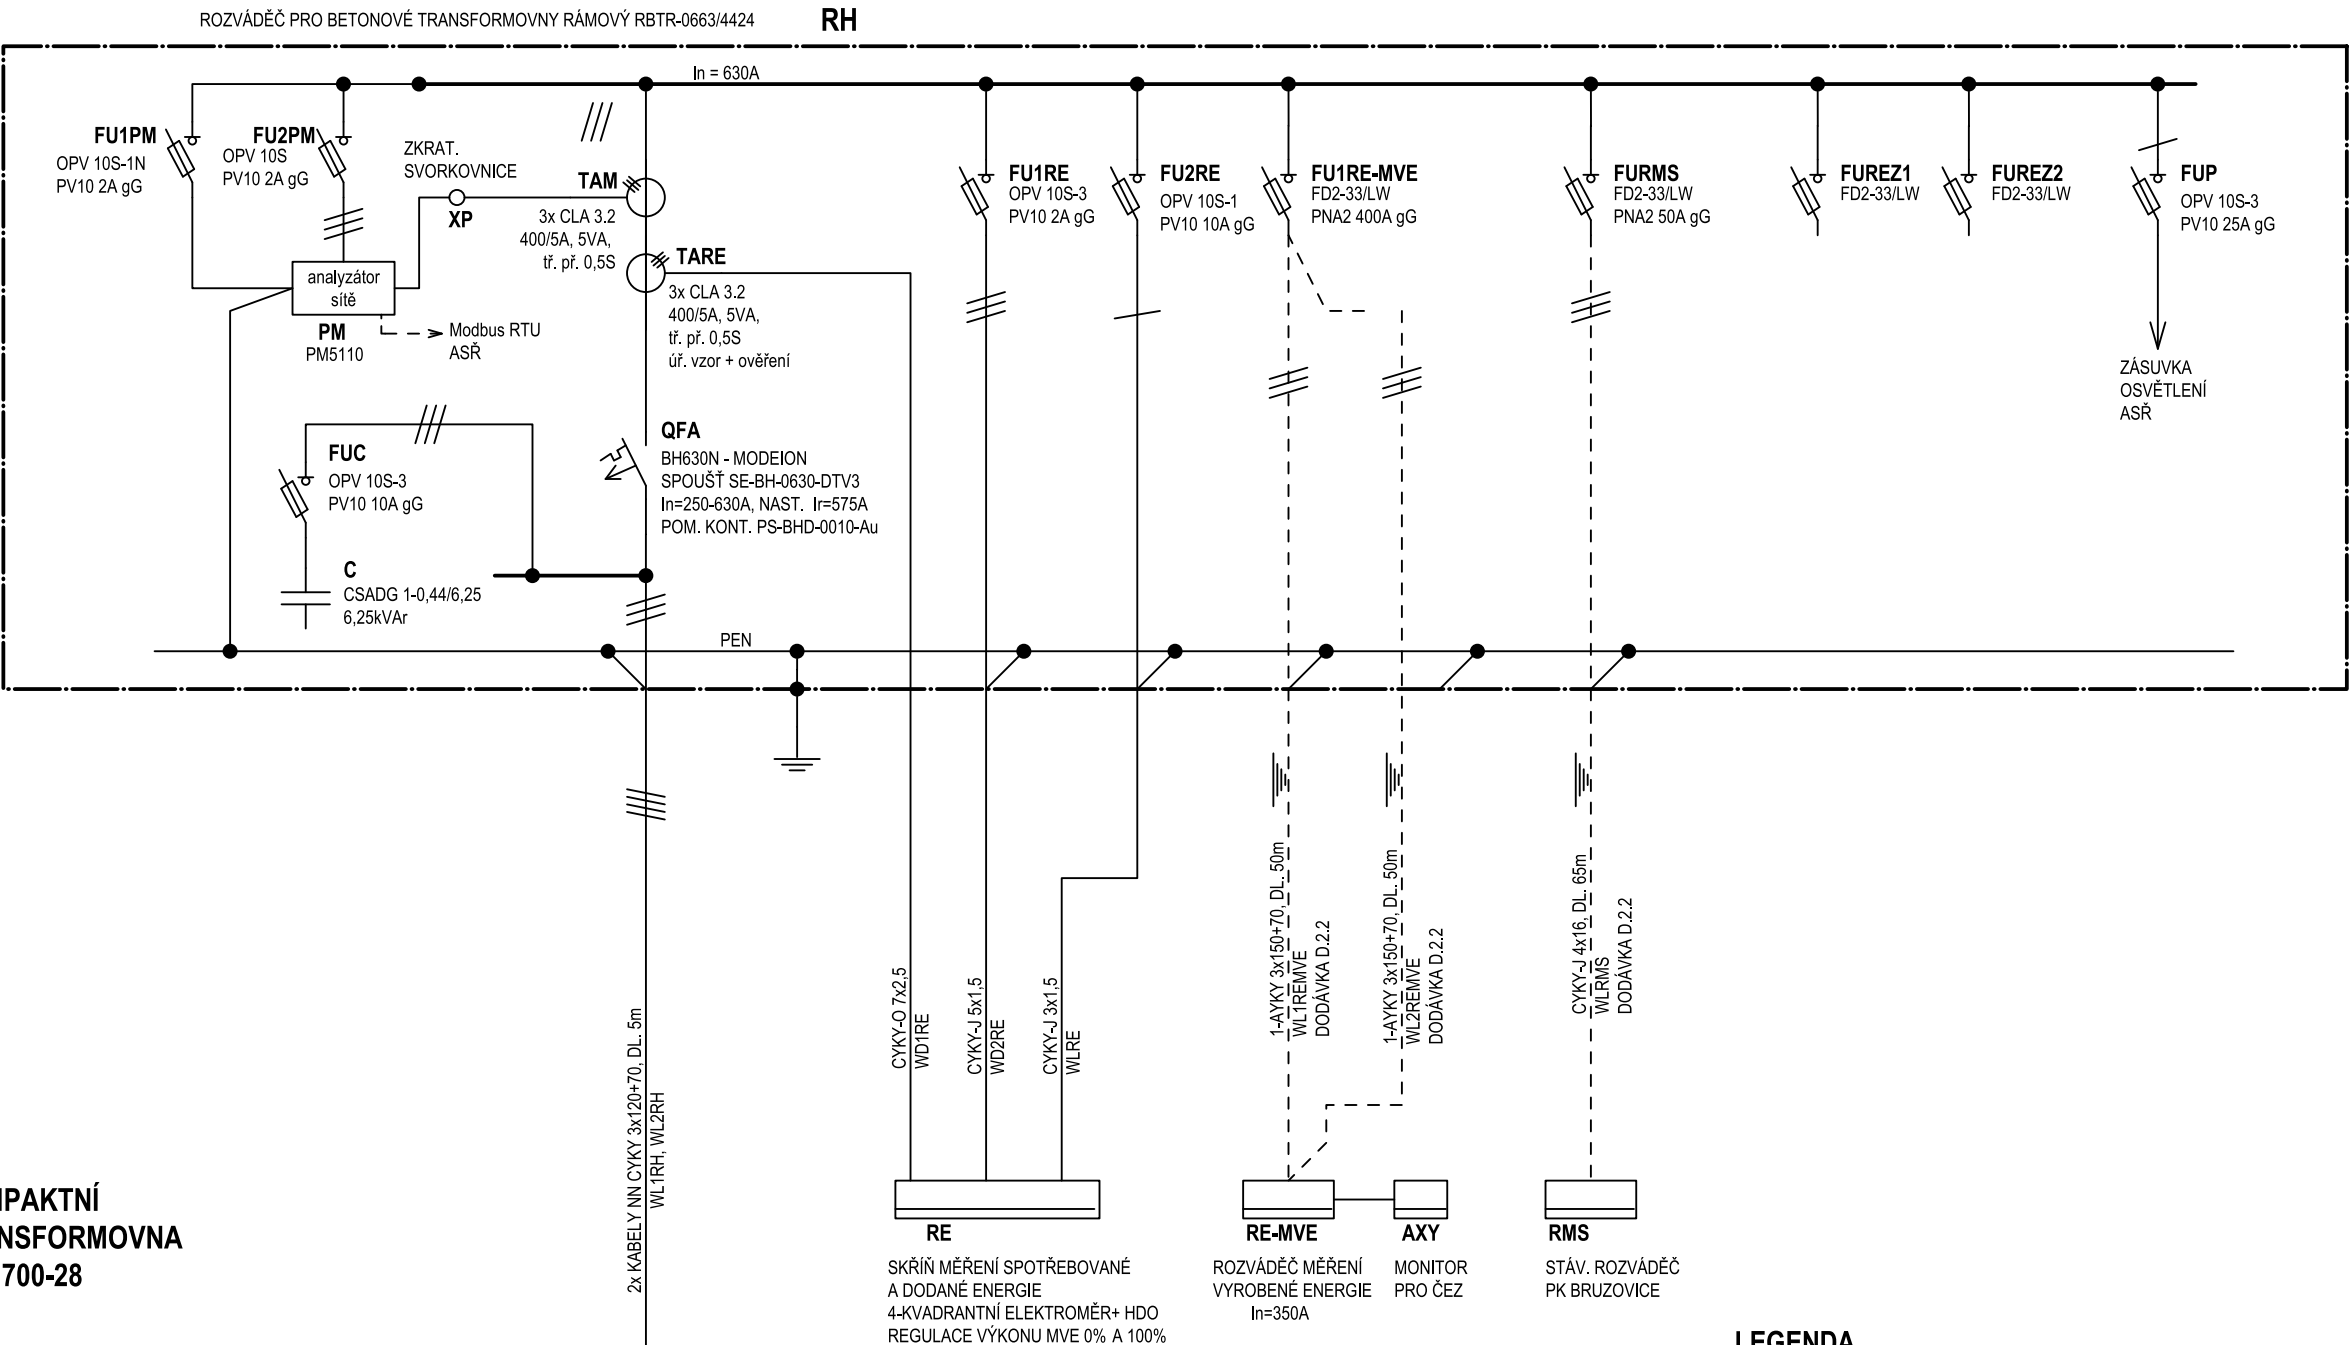 ROZVÁDĚČ PRO BETONOVÉ TRANSFORMOVNY RÁMOVÝ RBTR-0663/4424
RH
In = 630A
FU1PM
OPV 10S-1N
PV10 2A gG
FU2PM
OPV 10S
PV10 2A gG
ZKRAT.
SVORKOVNICE
XP
TAM
3x CLA 3.2
400/5A, 5VA,
tř. př. 0,5S
TARE
3x CLA 3.2
400/5A, 5VA,
tř. př. 0,5S
úř. vzor + ověření
analyzátor
sítě
PM
PM5110
Modbus RTU
ASŘ
FU1RE
OPV 10S-3
PV10 2A gG
FU2RE
OPV 10S-1
PV10 10A gG
FU1RE-MVE
FD2-33/LW
PNA2 400A gG
FURMS
FD2-33/LW
PNA2 50A gG
FUREZ1
FD2-33/LW
FUREZ2
FD2-33/LW
FUP
OPV 10S-3
PV10 25A gG
ZÁSUVKA
OSVĚTLENÍ
ASŘ
FUC
OPV 10S-3
PV10 10A gG
QFA
BH630N - MODEION
SPOUŠŤ SE-BH-0630-DTV3
In=250-630A, NAST. Ir=575A
POM. KONT. PS-BHD-0010-Au
C
CSADG 1-0,44/6,25
6,25kVAr
PEN
2x KABELY NN CYKY 3x120+70, DL. 5m
WL1RH, WL2RH
CYKY-O 7x2,5
WD1RE
CYKY-J 5x1,5
WD2RE
CYKY-J 3x1,5
WLRE
1-AYKY 3x150+70, DL. 50m
WL1REMVE
DODÁVKA D.2.2
1-AYKY 3x150+70, DL. 50m
WL2REMVE
DODÁVKA D.2.2
CYKY-J 4x16, DL. 65m
WLRMS
DODÁVKA D.2.2
RE
SKŘÍŇ MĚŘENÍ SPOTŘEBOVANÉ
A DODANÉ ENERGIE
4-KVADRANTNÍ ELEKTROMĚR+ HDO
REGULACE VÝKONU MVE 0% A 100%
RE-MVE
ROZVÁDĚČ MĚŘENÍ
VYROBENÉ ENERGIE
In=350A
AXY
MONITOR
PRO ČEZ
RMS
STÁV. ROZVÁDĚČ
PK BRUZOVICE
MPAKTNÍ
NSFORMOVNA
700-28
LEGENDA